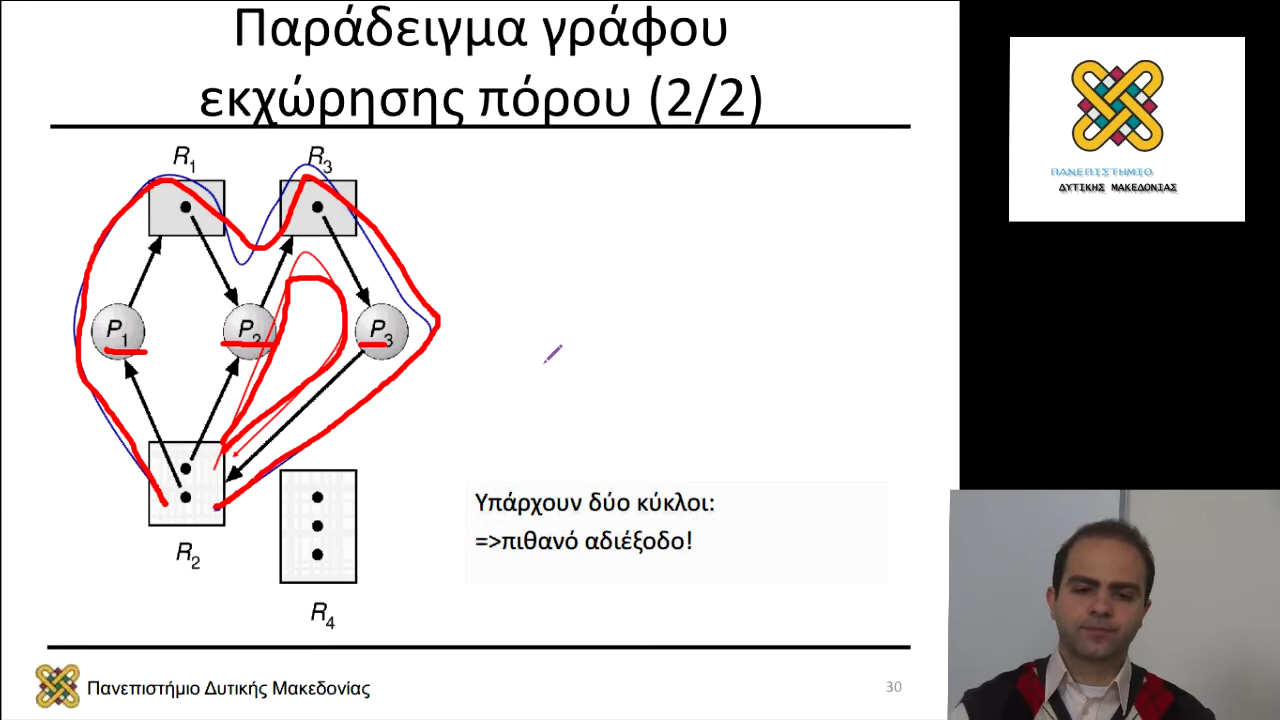 Παράδειγμα γράφου
εκχώρησης πόρου (2/2)
R1
R3
P1
P2
P3
R2
R4
Υπάρχουν δύο κύκλοι:
=>πιθανό αδιέξοδο!
Πανεπιστήμιο Δυτικής Μακεδονίας
30
ΠΑΝΕΠΙΣΤΗΜΙΟ
ΔΥΤΙΚΗΣ ΜΑΚΕΔΟΝΙΑΣ